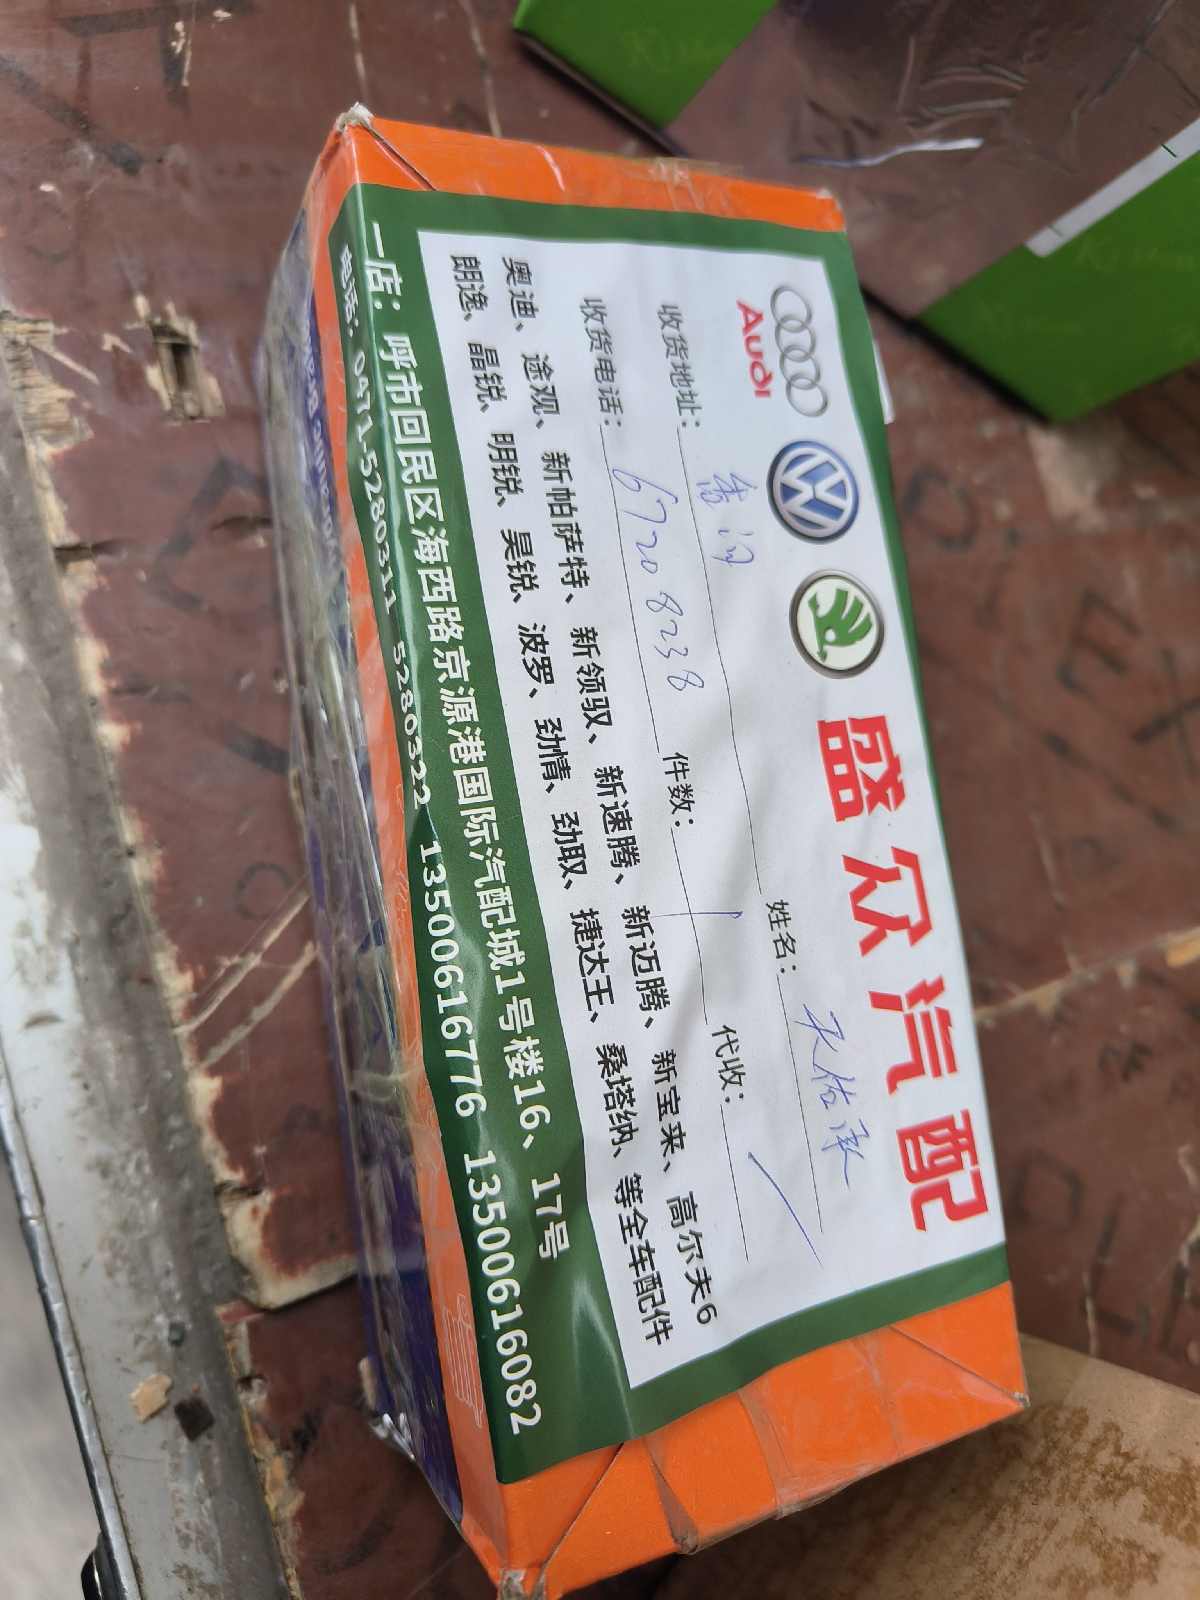 Audi
盛众汽配
收货地址：
姓名：天佑承
收货电话：6720 8238 件数：1 代收：
奥迪、途观、新帕萨特、新领驭、新速腾、新迈腾、新宝来、高尔夫6
朗逸、晶锐、明锐、昊锐、波罗、劲情、劲取、捷达王、桑塔纳、等全车配件
一店：呼市回民区海西路京源港国际汽配城1号楼16、17号
电话：0471-5280311 5280322 13500616776 13500616082